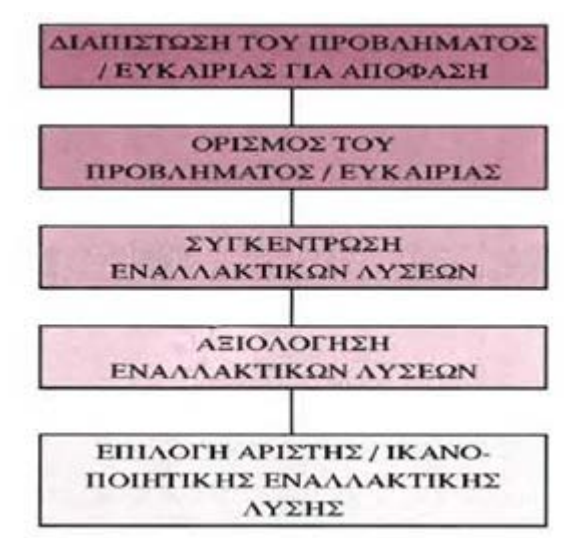 ΔΙΑΠΙΣΤΩΣΗ ΤΟΥ ΠΡΟΒΛΗΜΑΤΟΣ
/ ΕΥΚΑΙΡΙΑΣ ΓΙΑ ΑΠΟΦΑΣΗ
ΟΡΙΣΜΟΣ ΤΟΥ
ΠΡΟΒΛΗΜΑΤΟΣ / ΕΥΚΑΙΡΙΑΣ
ΣΥΓΚΕΝΤΡΩΣΗ
ΕΝΑΛΛΑΚΤΙΚΩΝ ΛΥΣΕΩΝ
ΑΞΙΟΛΟΓΗΣΗ
ΕΝΑΛΛΑΚΤΙΚΩΝ ΛΥΣΕΩΝ
ΕΠΙΛΟΓΗ ΑΡΙΣΤΗΣ / ΙΚΑΝΟ-
ΠΟΙΗΤΙΚΗΣ ΕΝΑΛΛΑΚΤΙΚΗΣ
ΛΥΣΗΣ